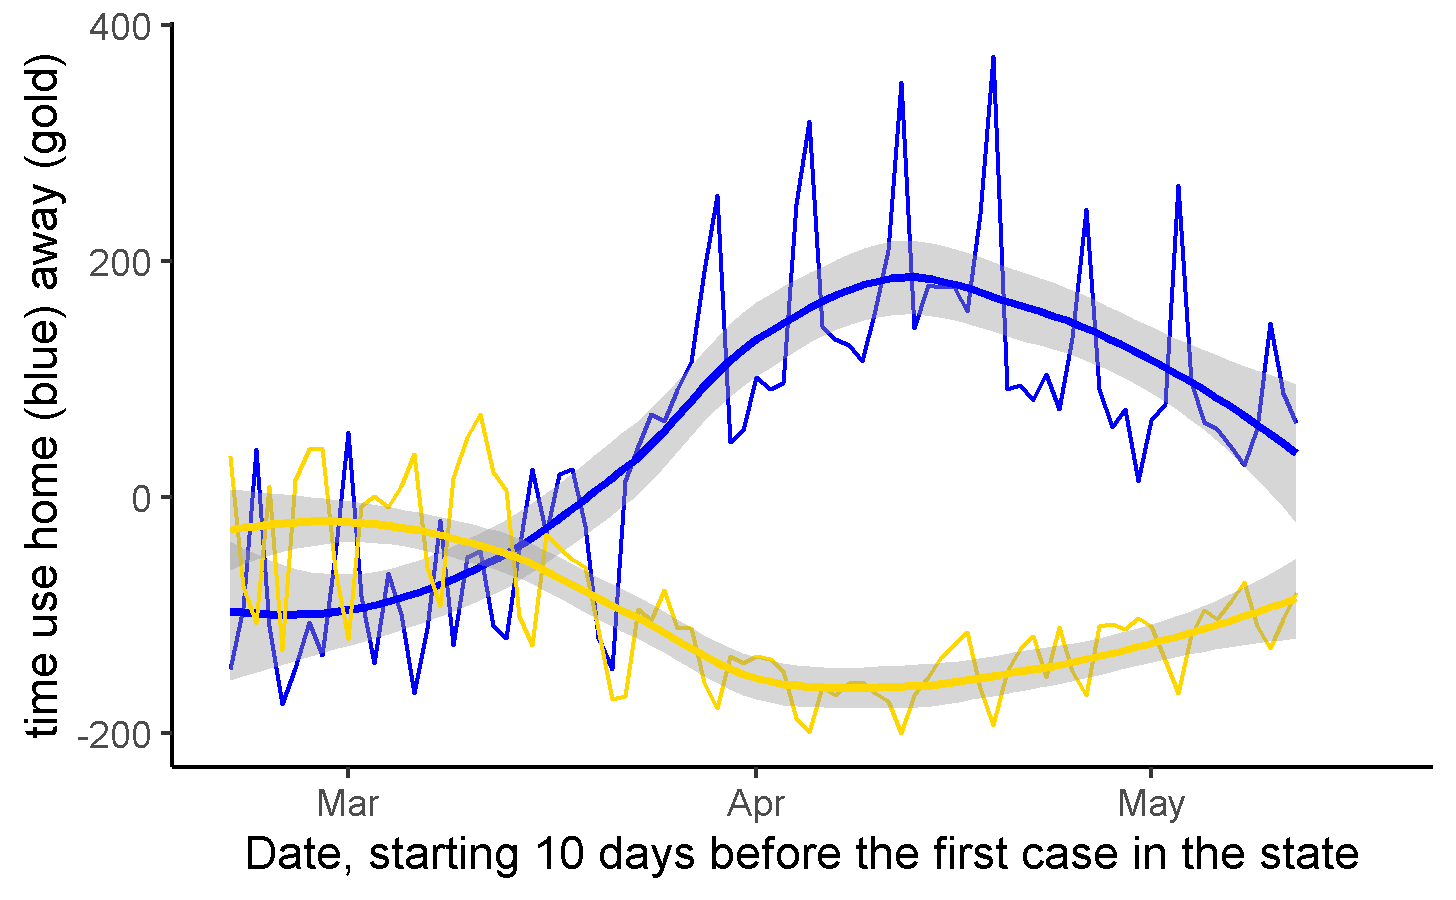 time use home (blue) away (gold)
400
200
0
-200
Mar Apr May
Date, starting 10 days before the first case in the state